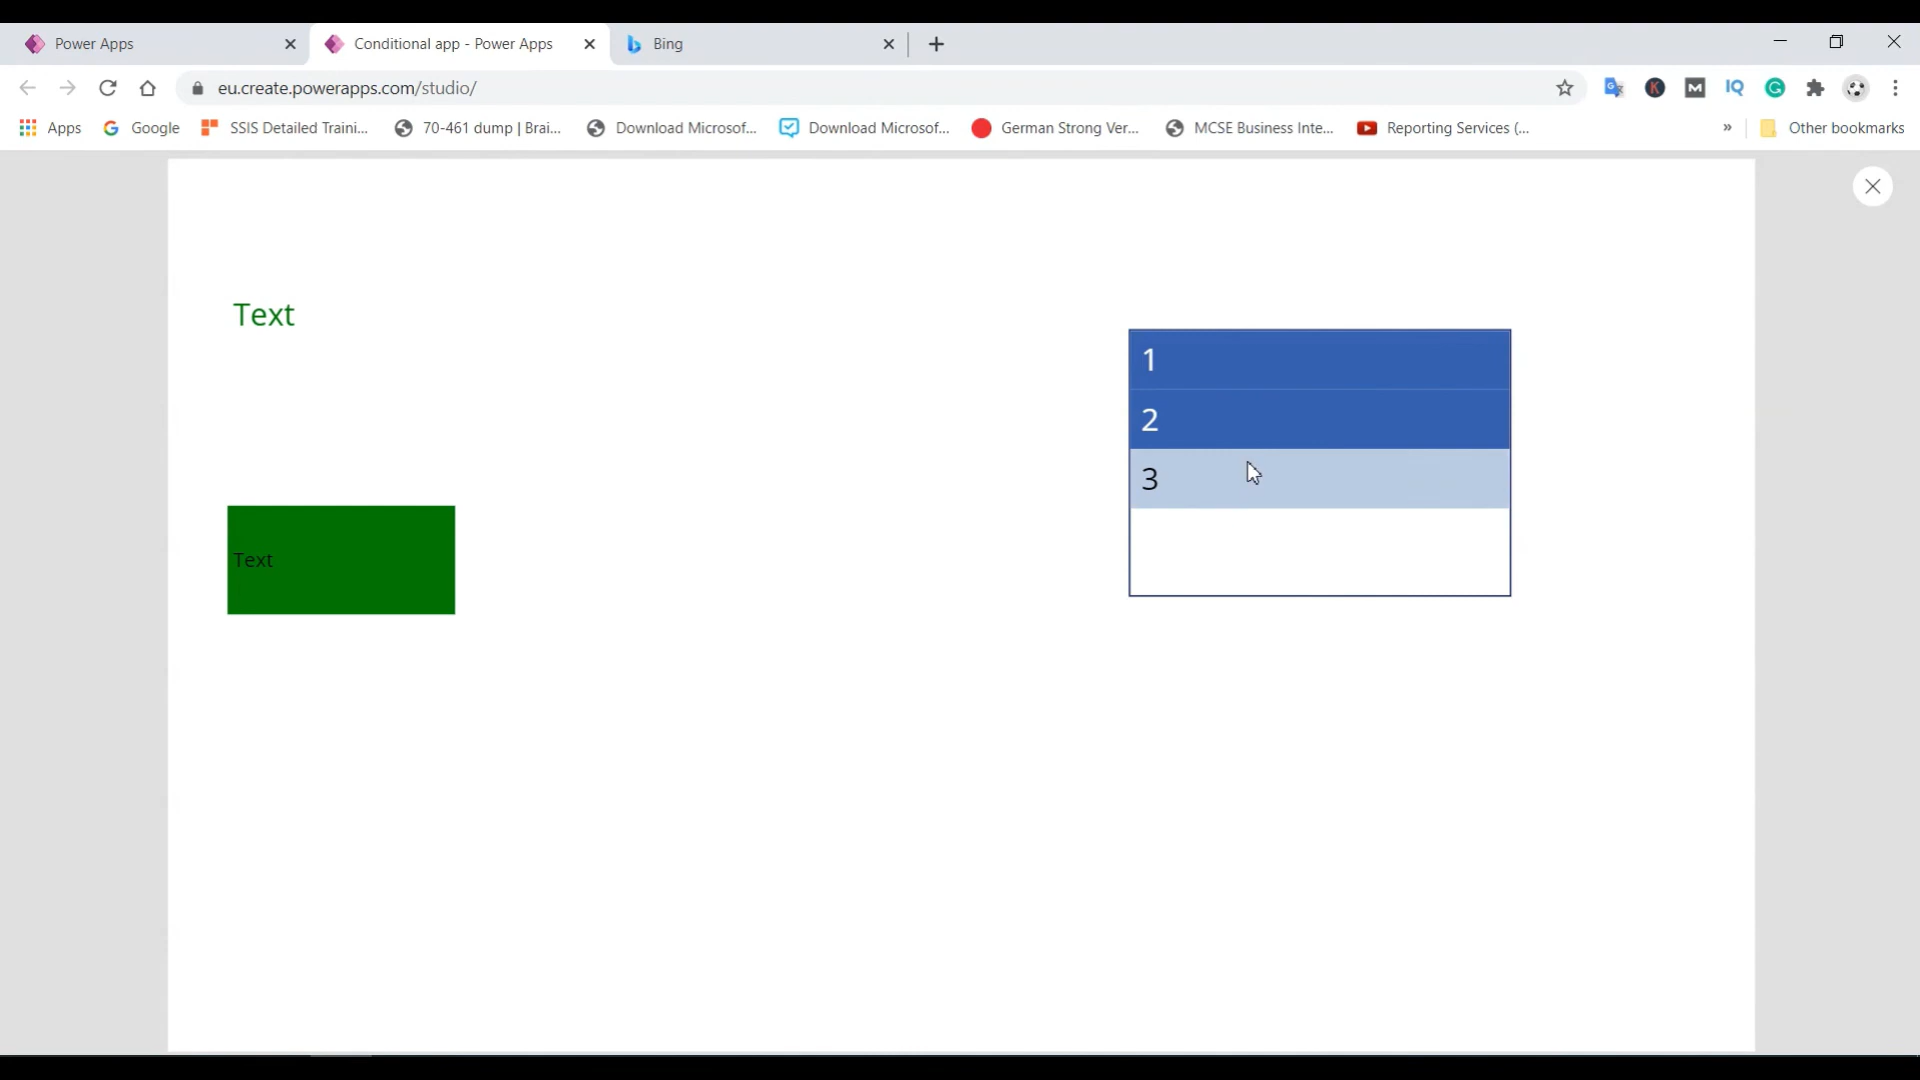 Power Apps
Conditional app - Power Apps
Bing
eu.create.powerapps.com/studio/
Apps
Google
SSIS Detailed Traini...
70-461 dump | Brai...
Download Microsof...
Download Microsof...
German Strong Ver...
MCSE Business Inte...
Reporting Services (...
»
Other bookmarks
Text
1
2
3
Text